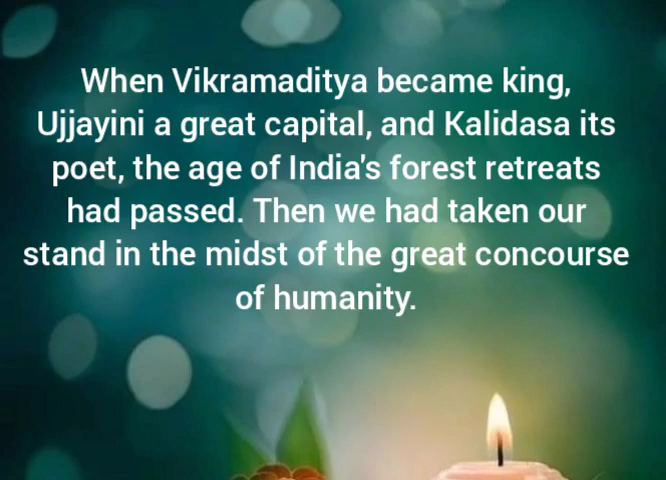 When Vikramaditya became king,
Ujjayini a great capital, and Kalidasa its
poet, the age of India's forest retreats
had passed. Then we had taken our
stand in the midst of the great concourse
of humanity.